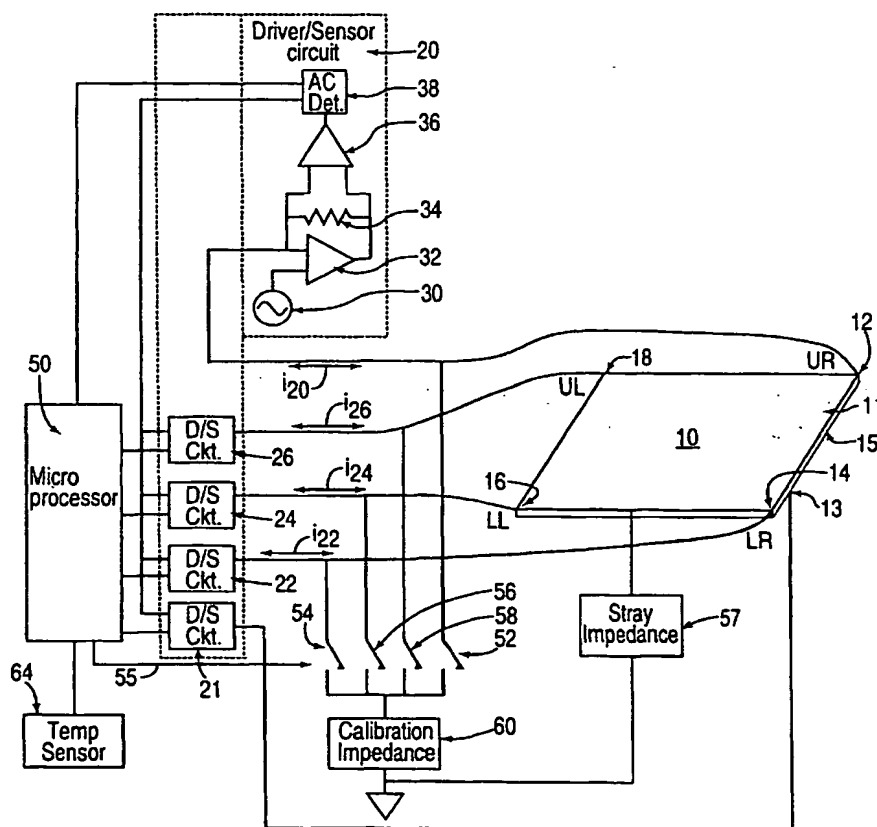 Driver/Sensor
circuit
20
AC
Det.
38
36
34
32
30
12
18
UR
UL
50
i20
11
i26
10
15
D/S
Ckt.
26
16
14
Micro
processor
i24
13
D/S
Ckt.
24
LL
LR
i22
D/S
Ckt.
22
56
58
54
52
Stray
Impedance
57
D/S
Ckt.
21
64
55
Temp
Sensor
Calibration
Impedance
60